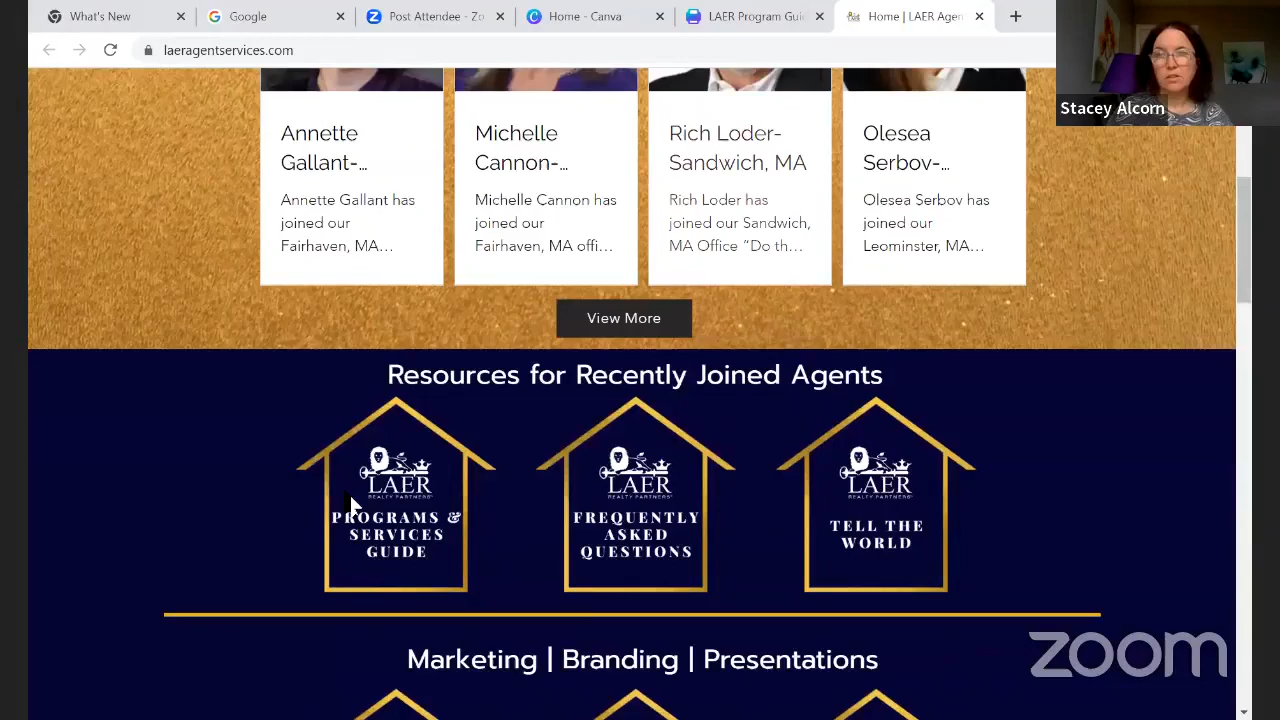 What's New
Google
Post Attendee - Zo
Home - Canva
LAER Program Gui
Home | LAER Agen
laeragentservices.com
Stacey Alcorn
Annette
Gallant-...
Annette Gallant has
joined our
Fairhaven, MA...
Michelle
Cannon-...
Michelle Cannon has
joined our
Fairhaven, MA offi...
Rich Loder-
Sandwich, MA
Rich Loder has
joined our Sandwich,
MA Office “Do th...
Olesea
Serbov-...
Olesea Serbov has
joined our
Leominster, MA...
View More
Resources for Recently Joined Agents
LAER
REALTY PARTNERS
PROGRAMS &
SERVICES
GUIDE
LAER
REALTY PARTNERS
FREQUENTLY
ASKED
QUESTIONS
LAER
REALTY PARTNERS
TELL THE
WORLD
Marketing | Branding | Presentations
zoom